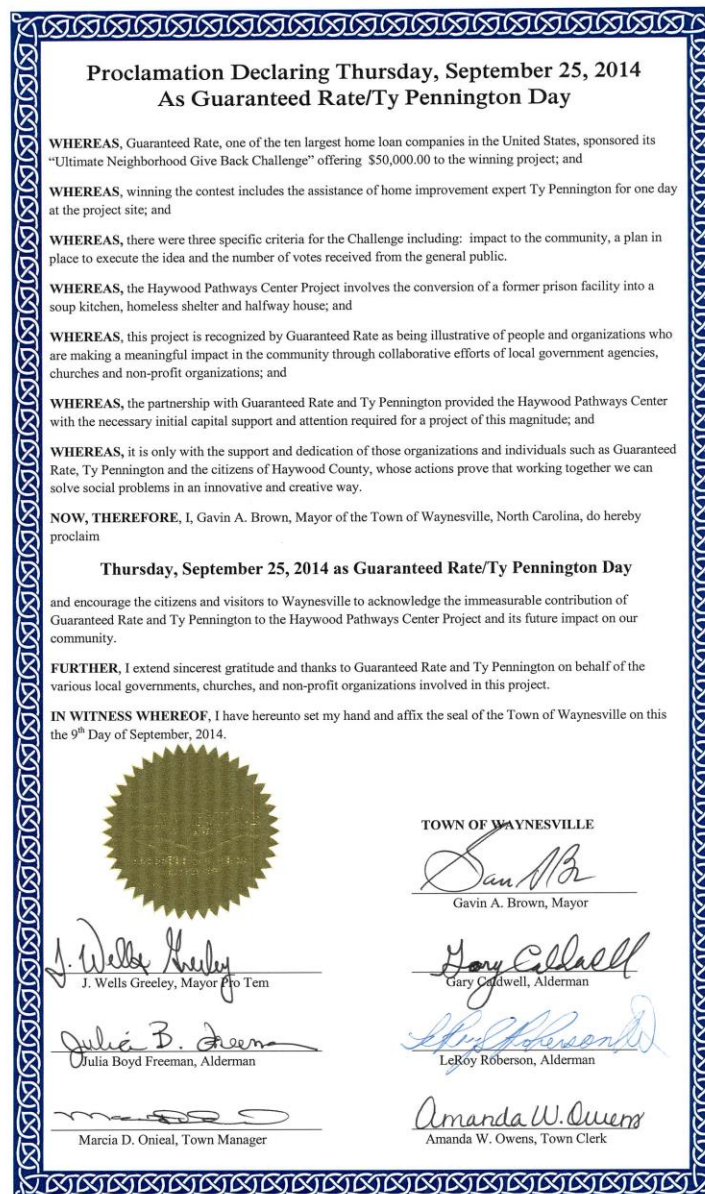 Proclamation Declaring Thursday, September 25, 2014
As Guaranteed Rate/Ty Pennington Day
WHEREAS, Guaranteed Rate, one of the ten largest home loan companies in the United States, sponsored its
“Ultimate Neighborhood Give Back Challenge” offering $50,000.00 to the winning project; and
WHEREAS, winning the contest includes the assistance of home improvement expert Ty Pennington for one day
at the project site; and
WHEREAS, there were three specific criteria for the Challenge including: impact to the community, a plan in
place to execute the idea and the number of votes received from the general public.
WHEREAS, the Haywood Pathways Center Project involves the conversion of a former prison facility into a
soup kitchen, homeless shelter and halfway house; and
WHEREAS, this project is recognized by Guaranteed Rate as being illustrative of people and organizations who
are making a meaningful impact in the community through collaborative efforts of local government agencies,
churches and non-profit organizations; and
WHEREAS, the partnership with Guaranteed Rate and Ty Pennington provided the Haywood Pathways Center
with the necessary initial capital support and attention required for a project of this magnitude; and
WHEREAS, it is only with the support and dedication of those organizations and individuals such as Guaranteed
Rate, Ty Pennington and the citizens of Haywood County, whose actions prove that working together we can
solve social problems in an innovative and creative way.
NOW, THEREFORE, I, Gavin A. Brown, Mayor of the Town of Waynesville, North Carolina, do hereby
proclaim
Thursday, September 25, 2014 as Guaranteed Rate/Ty Pennington Day
and encourage the citizens and visitors to Waynesville to acknowledge the immeasurable contribution of
Guaranteed Rate and Ty Pennington to the Haywood Pathways Center Project and its future impact on our
community.
FURTHER, I extend sincerest gratitude and thanks to Guaranteed Rate and Ty Pennington on behalf of the
various local governments, churches, and non-profit organizations involved in this project.
IN WITNESS WHEREOF, I have hereunto set my hand and affix the seal of the Town of Waynesville on this
the 9th Day of September, 2014.
TOWN OF WAYNESVILLE
Gavin A. Brown, Mayor
J. Wells Greeley
J. Wells Greeley, Mayor Pro Tem
Gary Caldwell
Gary Caldwell, Alderman
Julia B. Freeman
Julia Boyd Freeman, Alderman
LeRoy Roberson
LeRoy Roberson, Alderman
Marcia D. Onieal, Town Manager
Amanda W. Owens
Amanda W. Owens, Town Clerk